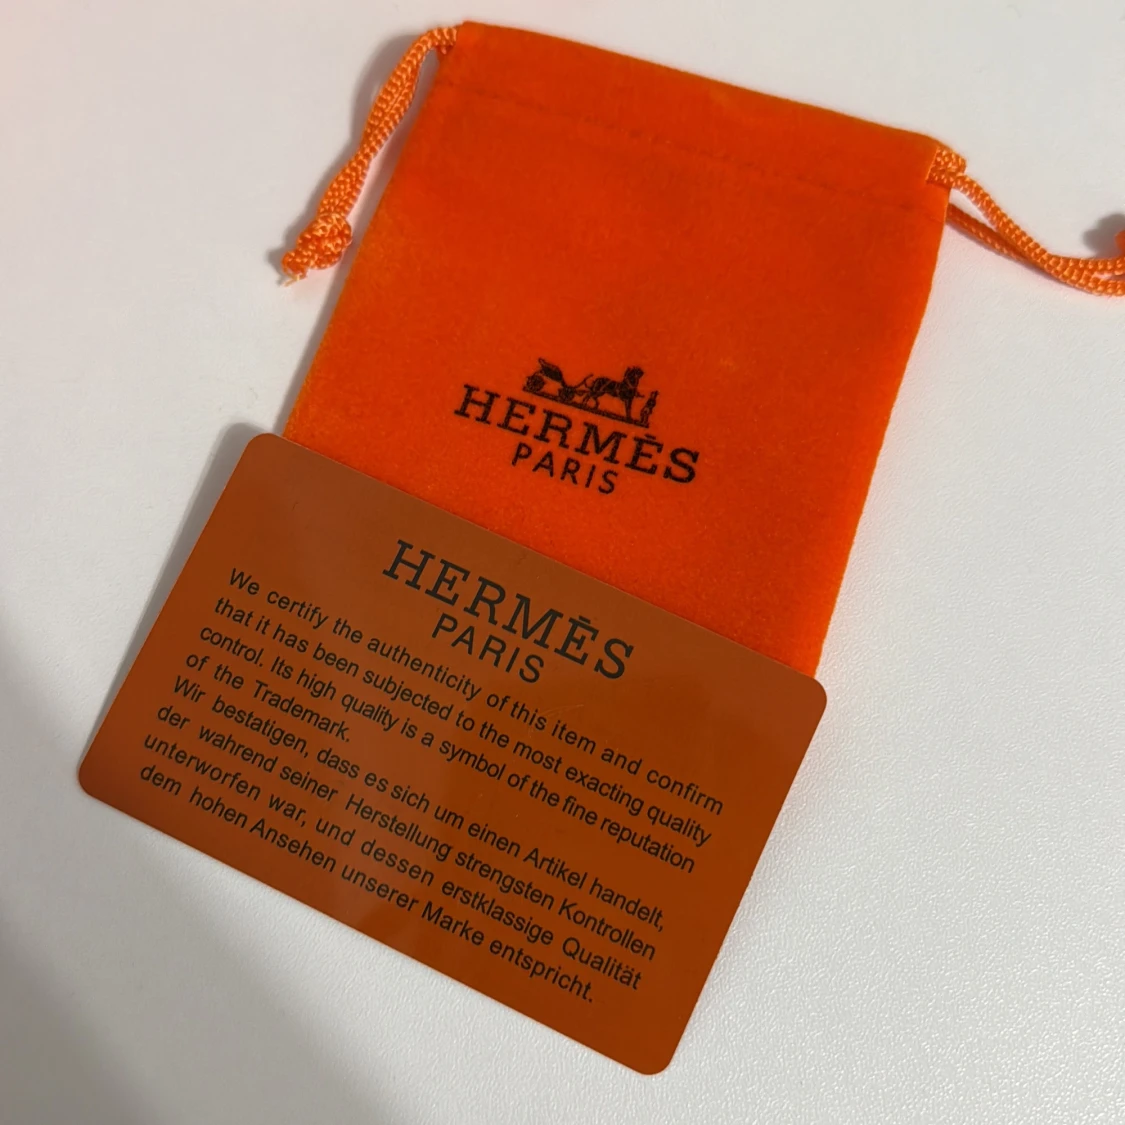 HERMÈS
PARIS
HERMÈS
PARIS
We certify the authenticity of this item and confirm
that it has been subjected to the most exacting quality
control. Its high quality is a symbol of the fine reputation
of the Trademark.
Wir bestatigen, dass es sich um einen Artikel handelt,
der wahrend seiner Herstellung strengsten Kontrollen
unterworfen war, und dessen erstklassige Qualität
dem hohen Ansehen unserer Marke entspricht.